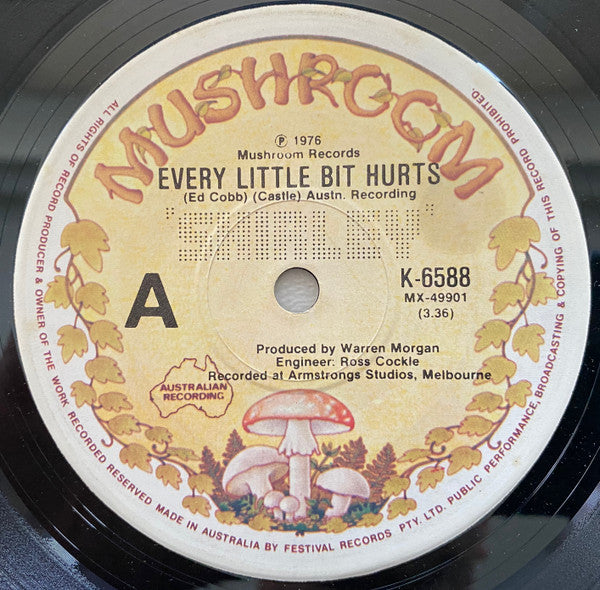 MUSHROOM
℗ 1976
Mushroom Records
EVERY LITTLE BIT HURTS
(Ed Cobb) (Castle) Austn. Recording
'SMILEY'
A
K-6588
MX-49901
(3.36)
Produced by Warren Morgan
Engineer: Ross Cockle
Recorded at Armstrongs Studios, Melbourne
AUSTRALIAN
RECORDING
ALL RIGHTS OF RECORD PRODUCER & OWNER OF THE WORK RECORDED RESERVED MADE IN AUSTRALIA BY FESTIVAL RECORDS PTY. LTD. PUBLIC PERFORMANCE, BROADCASTING & COPYING OF THIS RECORD PROHIBITED.